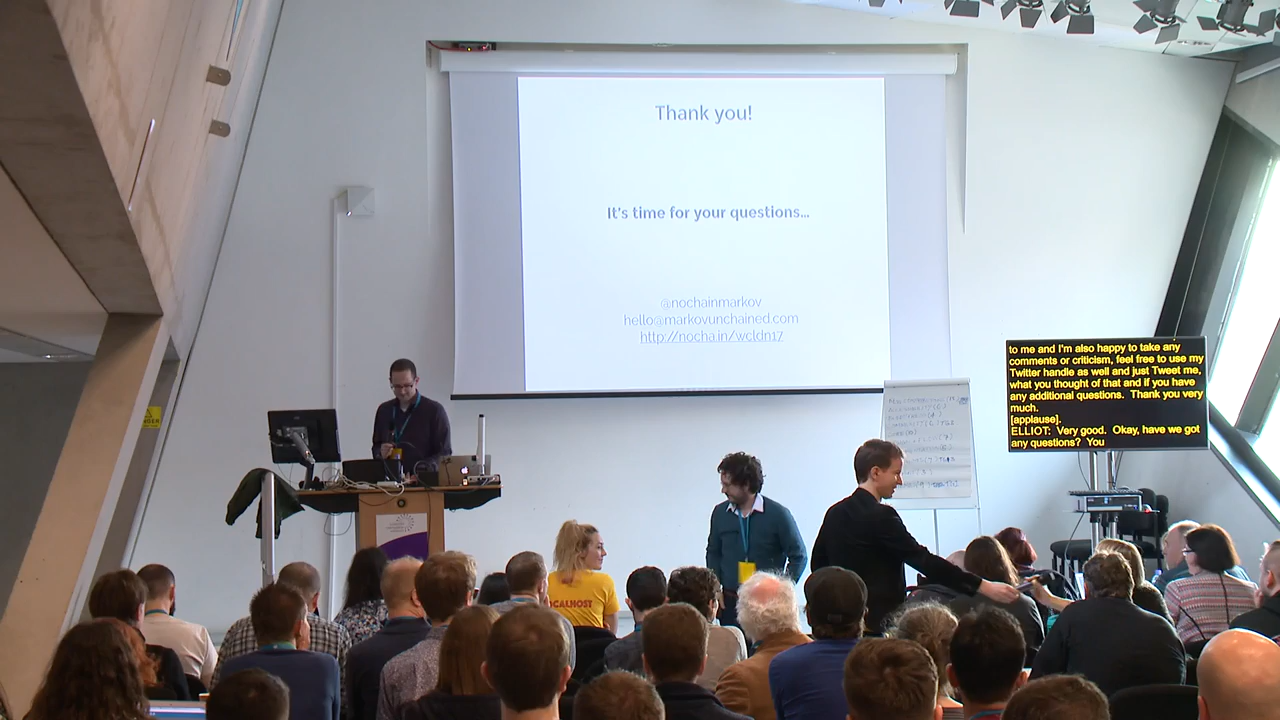 Thank you!
It's time for your questions...
@nochainmarkov
hello@markovunchained.com
http://nocha.in/wcldn17
to me and I'm also happy to take any
comments or criticism, feel free to use my
Twitter handle as well and just Tweet me,
what you thought of that and if you have
any additional questions. Thank you very
much.
[applause].
ELLIOT: Very good. Okay, have we got
any questions? You
OCALHOST